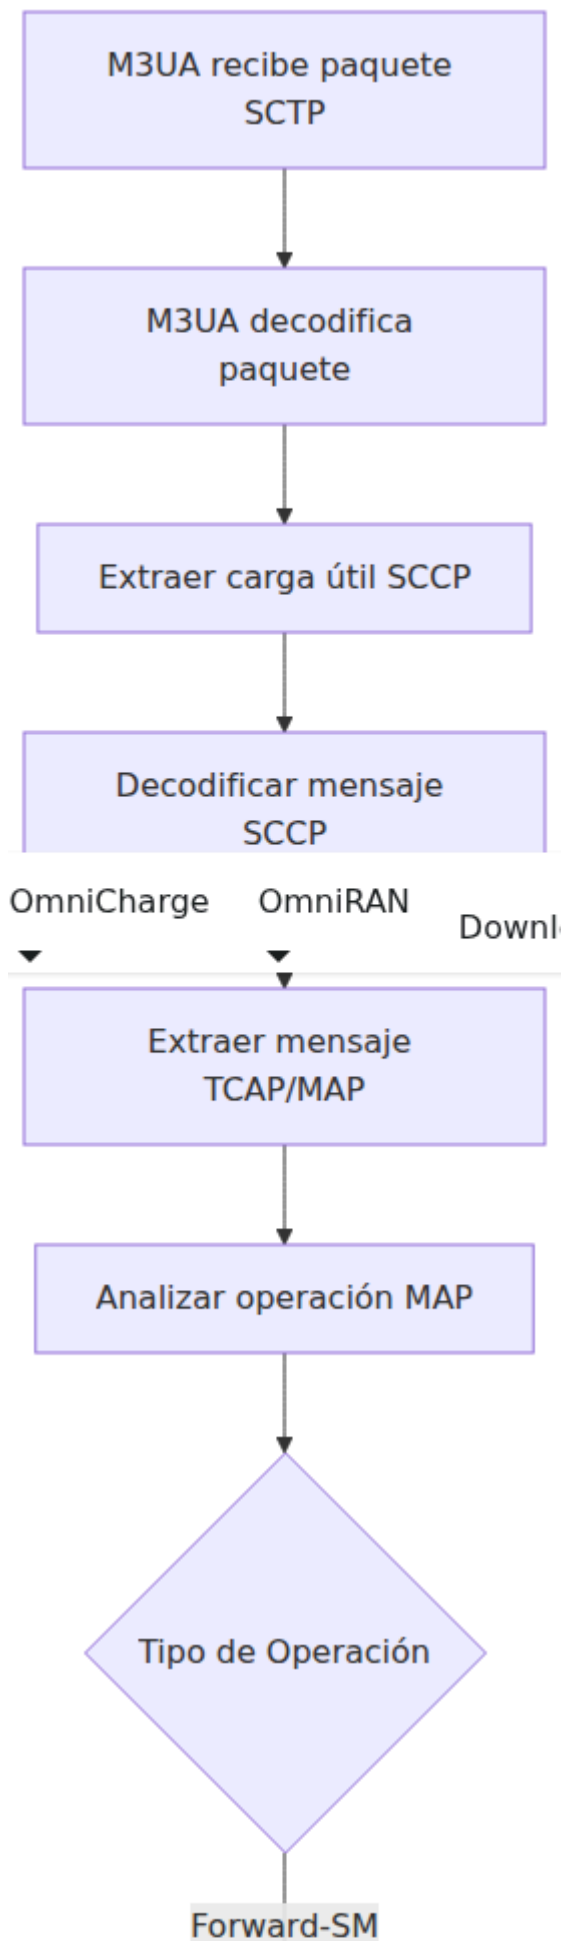 M3UA recibe paquete
SCTP
M3UA decodifica
paquete
Extraer carga útil SCCP
Decodificar mensaje
SCCP
OmniCharge
OmniRAN
Extraer mensaje
TCAP/MAP
Analizar operación MAP
Tipo de Operación
Forward-SM